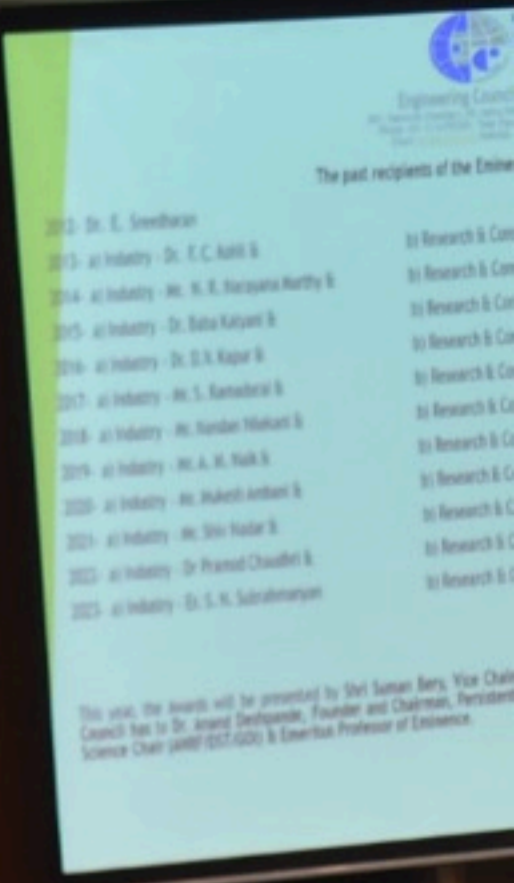 Engineering Counc
The past recipients of the Emine
2012- Dr. E. Sreedharan
2013- a) Industry - Dr. F.C. Kohli & b) Research & Con
2014- a) Industry - Mr. N. R. Narayana Murthy & b) Research & Con
2015- a) Industry - Dr. Baba Kalyani & b) Research & Con
2016- a) Industry - Dr. D.V. Kapur & b) Research & Co
2017- a) Industry - Mr. S. Ramadorai & b) Research & Co
2018- a) Industry - Mr. Nandan Nilekani & b) Research & Co
2019- a) Industry - Mr. A. M. Naik & b) Research & Co
2020- a) Industry - Mr. Mukesh Ambani & b) Research & C
2021- a) Industry - Mr. Shiv Nadar & b) Research & C
2022- a) Industry - Dr Pramod Chaudhri & b) Research & C
2023- a) Industry - Er. S. N. Subrahmanyan b) Research & C
This year, the Awards will be presented by Shri Suman Bery, Vice Chair
Council has to Dr. Anand Deshpande, Founder and Chairman, Persistent
Science Chair & Emeritus Professor of Eminence.